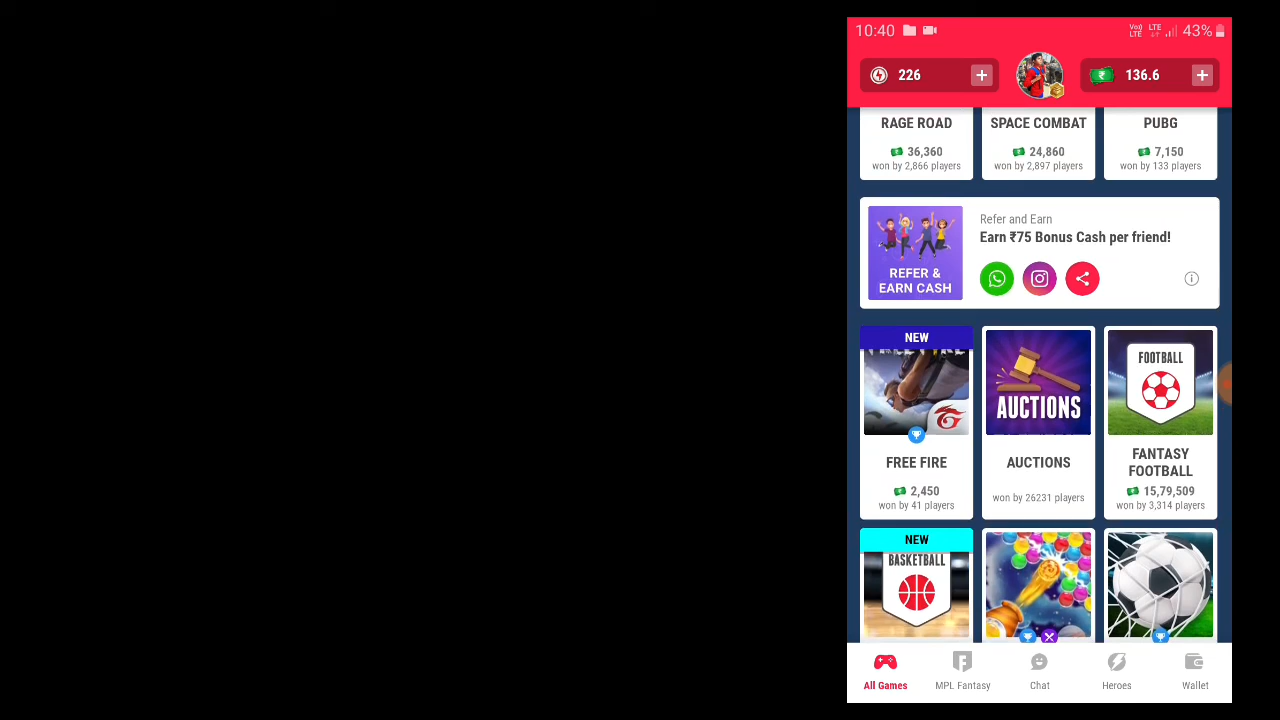 10:40
Vo)) LTE
LTE
43%
226
136.6
RAGE ROAD
36,360
won by 2,866 players
SPACE COMBAT
24,860
won by 2,897 players
PUBG
7,150
won by 133 players
REFER &
EARN CASH
Refer and Earn
Earn ₹75 Bonus Cash per friend!
NEW
FREE FIRE
2,450
won by 41 players
AUCTIONS
AUCTIONS
won by 26231 players
FOOTBALL
FANTASY
FOOTBALL
15,79,509
won by 3,314 players
NEW
BASKETBALL
All Games
MPL Fantasy
Chat
Heroes
Wallet